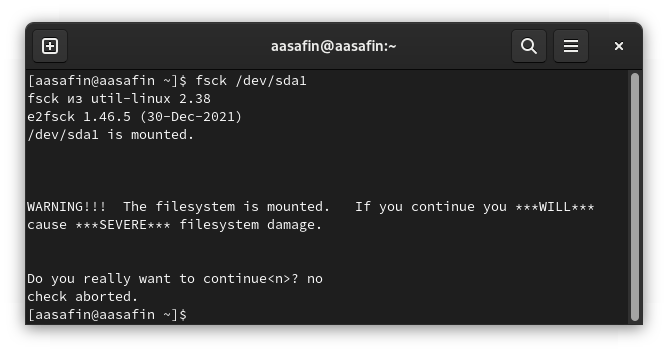 aasafin@aasafin:~
[aasafin@aasafin ~]$ fsck /dev/sda1
fsck из util-linux 2.38
e2fsck 1.46.5 (30-Dec-2021)
/dev/sda1 is mounted.
WARNING!!!  The filesystem is mounted.   If you continue you ***WILL***
cause ***SEVERE*** filesystem damage.
Do you really want to continue<n>? no
check aborted.
[aasafin@aasafin ~]$